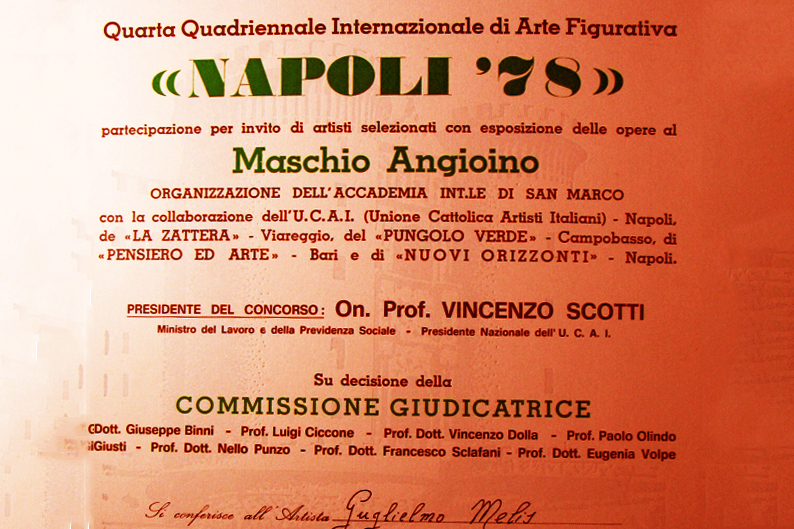 Quarta Quadriennale Internazionale di Arte Figurativa
«NAPOLI '78»
partecipazione per invito di artisti selezionati con esposizione delle opere al
Maschio Angioino
ORGANIZZAZIONE DELL'ACCADEMIA INT.LE DI SAN MARCO
con la collaborazione dell'U.C.A.I. (Unione Cattolica Artisti Italiani) - Napoli,
de «LA ZATTERA» - Viareggio, del «PUNGOLO VERDE» - Campobasso, di
«PENSIERO ED ARTE» - Bari e di «NUOVI ORIZZONTI» - Napoli.
PRESIDENTE DEL CONCORSO: On. Prof. VINCENZO SCOTTI
Ministro del Lavoro e della Previdenza Sociale - Presidente Nazionale dell' U. C. A. I.
Su decisione della
COMMISSIONE GIUDICATRICE
Dott. Giuseppe Binni - Prof. Luigi Ciccone - Prof. Dott. Vincenzo Dolla - Prof. Paolo Olindo
Giusti - Prof. Dott. Nello Punzo - Prof. Dott. Francesco Sclafani - Prof. Dott. Eugenia Volpe
Si conferisce all'Artista Guglielmo Melis